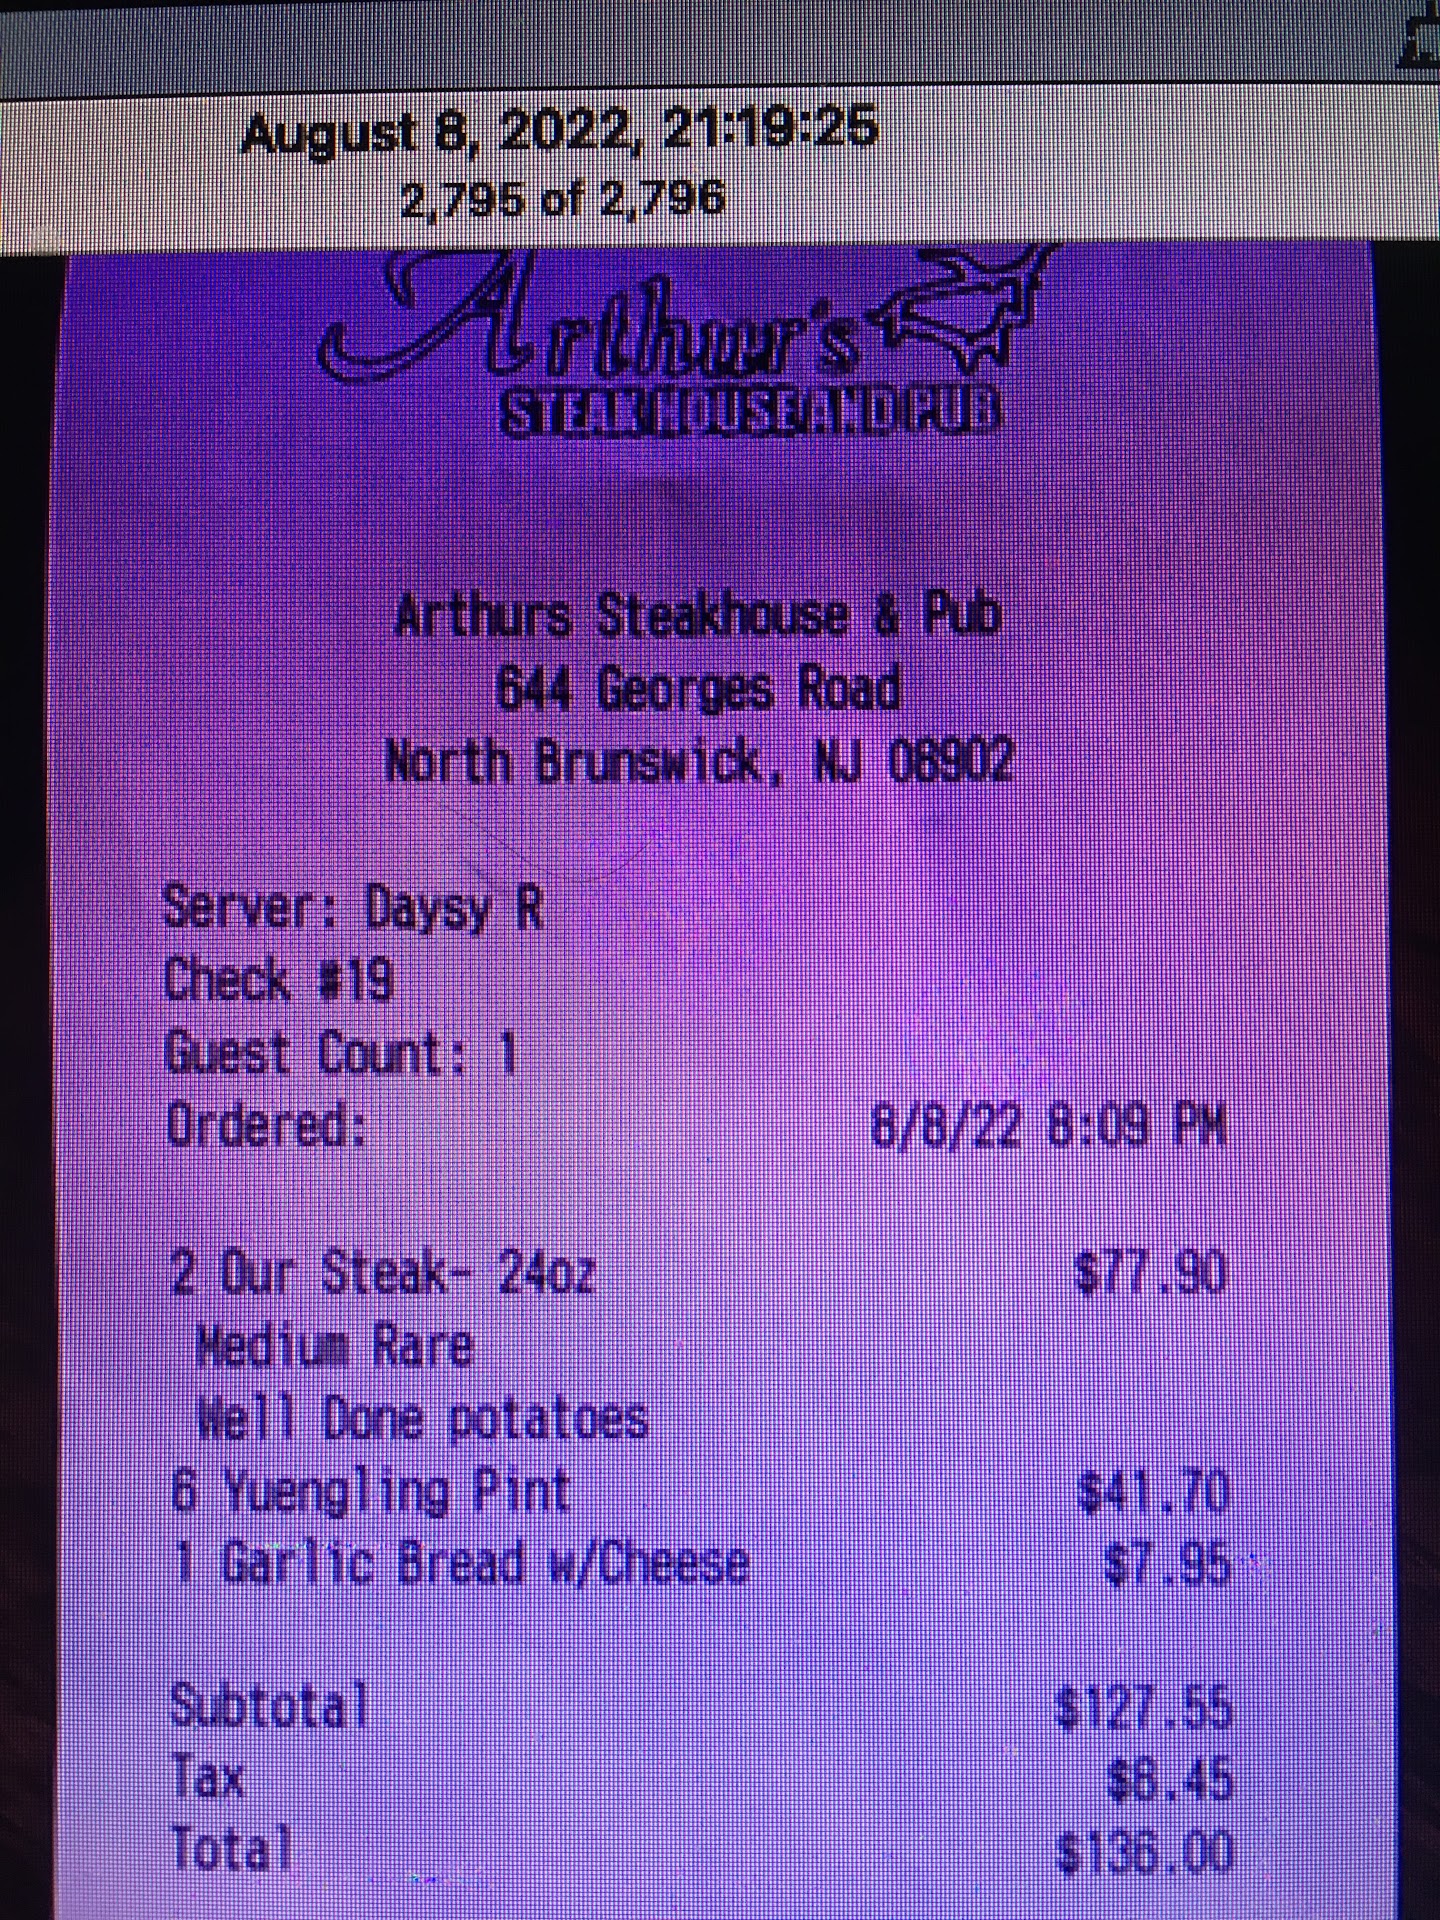 August 8, 2022, 21:19:25
2,795 of 2,796
Arthur's
STEAKHOUSE AND PUB
Arthurs Steakhouse & Pub
644 Georges Road
North Brunswick, NJ 08902
Server: Daysy R
Check #19
Guest Count: 1
Ordered: 8/8/22 8:09 PM
2 Our Steak- 24oz $77.90
Medium Rare
Well Done potatoes
6 Yuengling Pint $41.70
1 Garlic Bread w/Cheese $7.95
Subtotal $127.55
Tax $8.45
Total $136.00